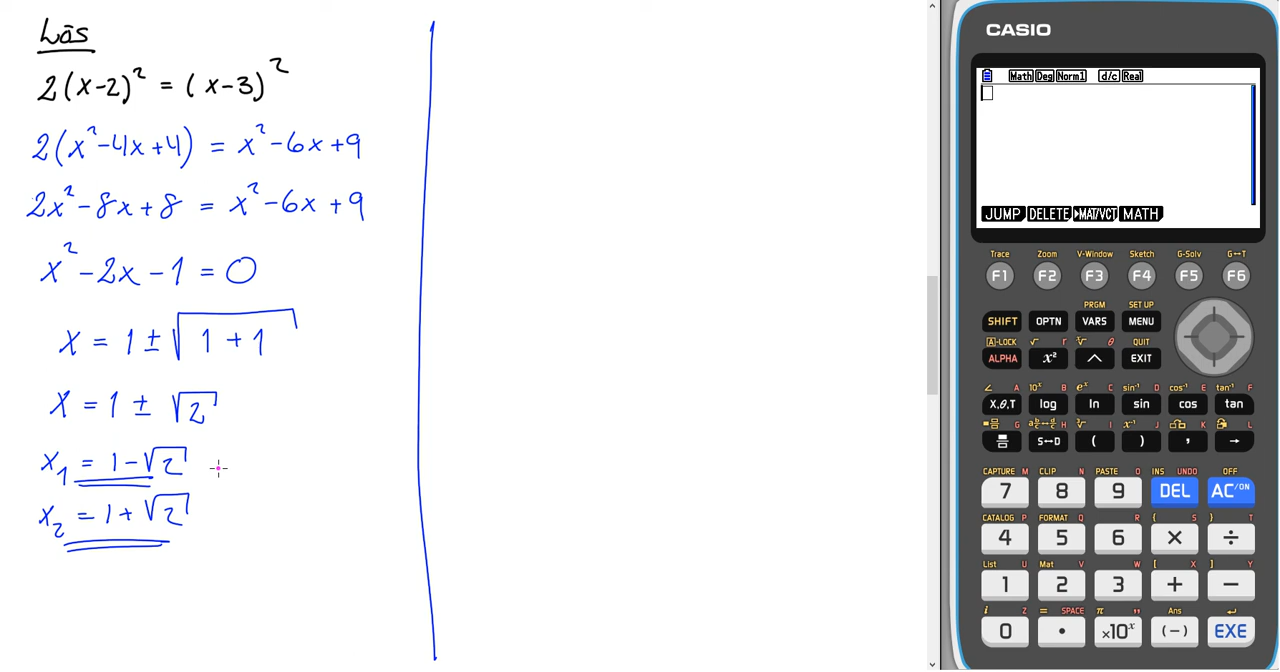 Lös
2(x-2)² = (x-3)²
2(x²-4x+4) = x²-6x+9
2x²-8x+8 = x²-6x+9
x²-2x-1 = 0
x = 1 ± √1+1
x = 1 ± √2
x₁ = 1-√2
x₂ = 1+√2
CASIO
Math Deg Norm1 d/c Real
JUMP DELETE ►MAT/VCT MATH
Trace Zoom V-Window Sketch G-Solv G↔T
F1 F2 F3 F4 F5 F6
PRGM SET UP
SHIFT OPTN VARS MENU
A-LOCK √ r ∛ θ QUIT
ALPHA x² ^ EXIT
∠ A 10ˣ B eˣ C sin⁻¹ D cos⁻¹ E tan⁻¹ F
X,θ,T log ln sin cos tan
G H I x⁻¹ J K L
S↔D ( ) , →
CAPTURE M CLIP N PASTE O INS UNDO OFF
7 8 9 DEL AC/ON
CATALOG P FORMAT Q R { S } T
4 5 6 × ÷
List U Mat V W [ X ] Y
1 2 3 + −
i Z = SPACE π " Ans ↵
0 • ×10ˣ (−) EXE